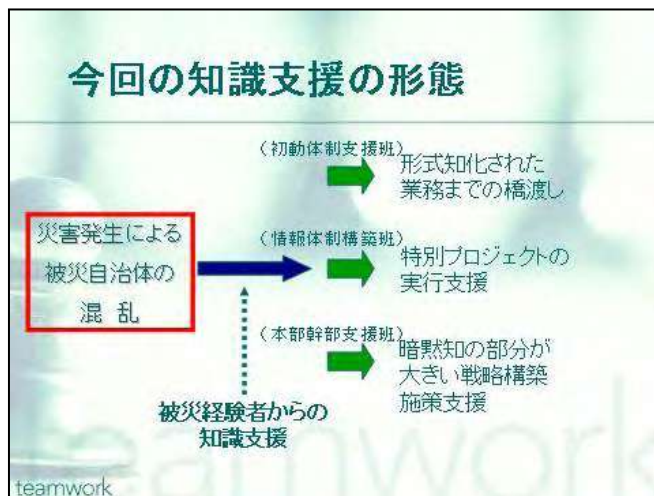 今回の知識支援の形態
(初動体制支援班)
形式知化された
業務までの橋渡し
災害発生による
被災自治体の
混 乱
(情報体制構築班)
特別プロジェクトの
実行支援
(本部幹部支援班)
暗黙知の部分が
大きい戦略構築
施策支援
被災経験者からの
知識支援
teamwork
teamwork